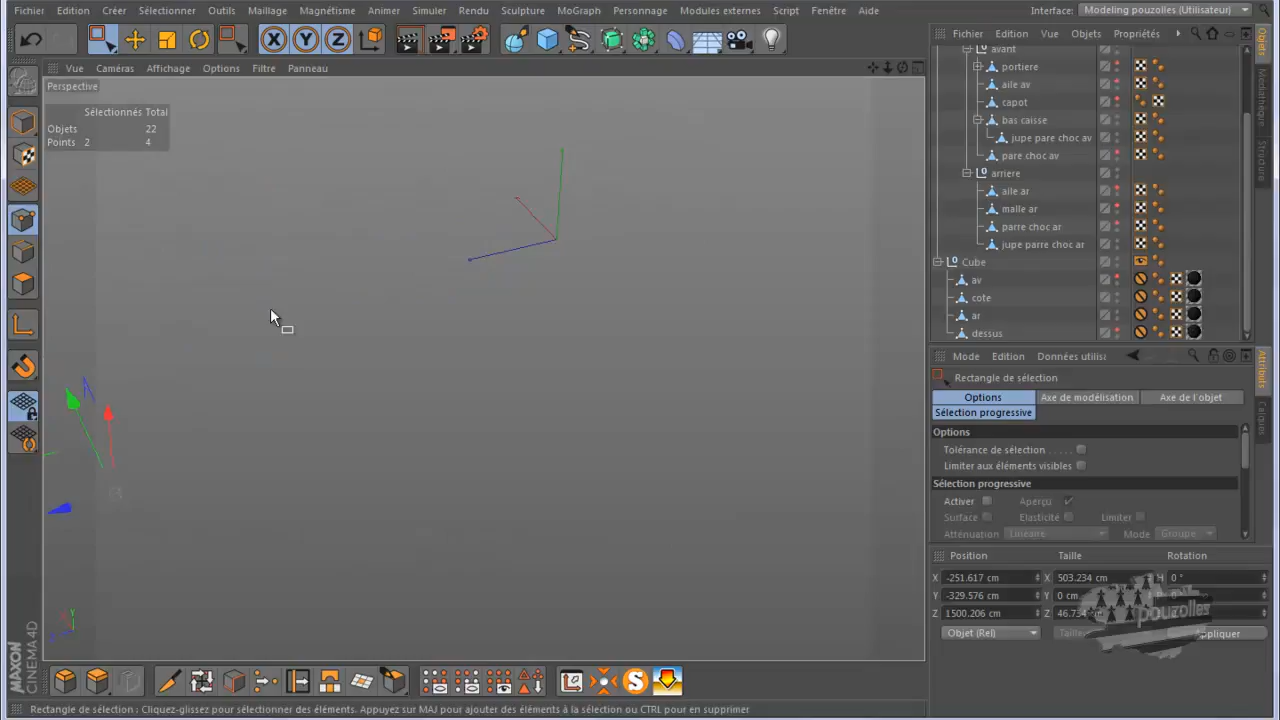 Fichier Edition Créer Sélectionner Outils Maillage Magnétisme Animer Simuler Rendu Sculpture MoGraph Personnage Modules externes Script Fenêtre Aide Interface: Modeling pouzolles (Utilisateur)
X Y Z
Fichier Edition Vue Objets Propriétés
Objets
Médiathèque
Structure
Vue Caméras Affichage Options Filtre Panneau
Perspective
Sélectionnés Total
Objets 22
Points 2 4
avant
portiere
aile av
capot
bas caisse
jupe pare choc av
pare choc av
arriere
aile ar
malle ar
parre choc ar
jupe parre choc ar
Cube
av
cote
ar
dessus
Mode Edition Données utilis
Attributs
Calques
Rectangle de sélection
Options Axe de modélisation Axe de l'objet
Sélection progressive
Options
Tolérance de sélection . . . . .
Limiter aux éléments visibles
Sélection progressive
Activer Aperçu
Surface Elasticité Limiter
Atténuation Linéaire Mode Groupe
Position Taille Rotation
X -251.617 cm X 503.234 cm H 0 °
Y -329.576 cm Y 0 cm
Z 1500.206 cm Z
pouzolles
Objet (Rel) Taille Appliquer
Y
MAXON
CINEMA 4D
S
Rectangle de sélection : Cliquez-glissez pour sélectionner des éléments. Appuyez sur MAJ pour ajouter des éléments à la sélection ou CTRL pour en supprimer.